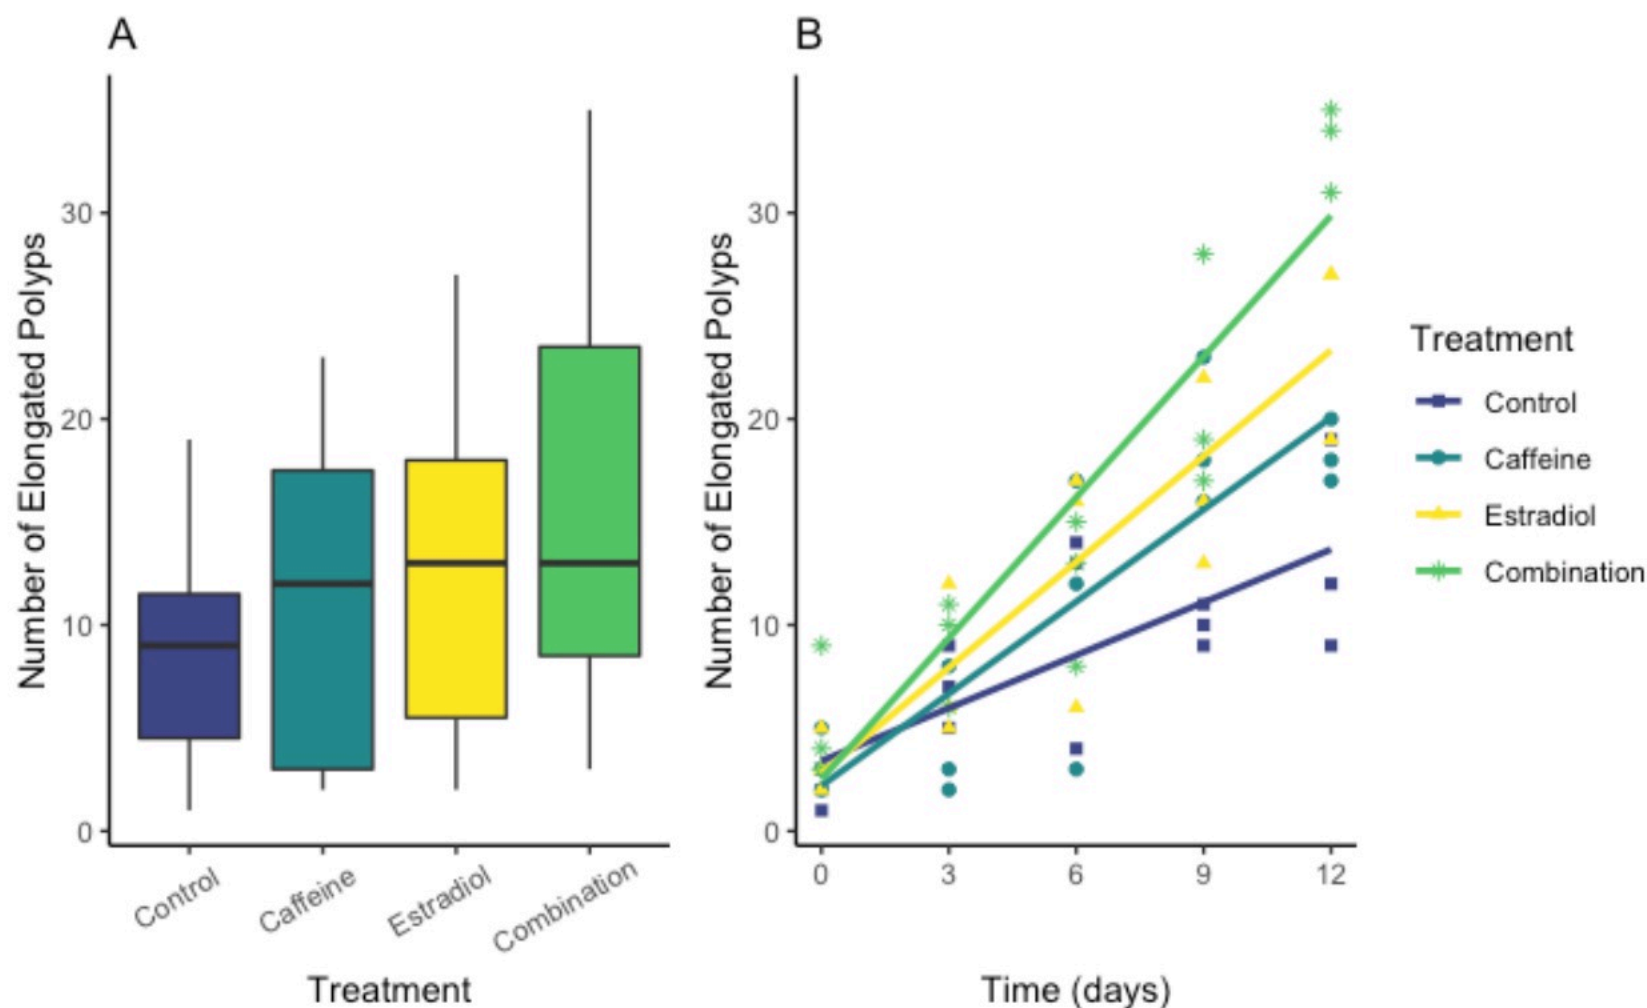 A
Number of Elongated Polyps
30
20
10
0
Control
Caffeine
Estradiol
Combination
Treatment
B
Number of Elongated Polyps
30
20
10
0
0 3 6 9 12
Time (days)
Treatment
Control
Caffeine
Estradiol
Combination